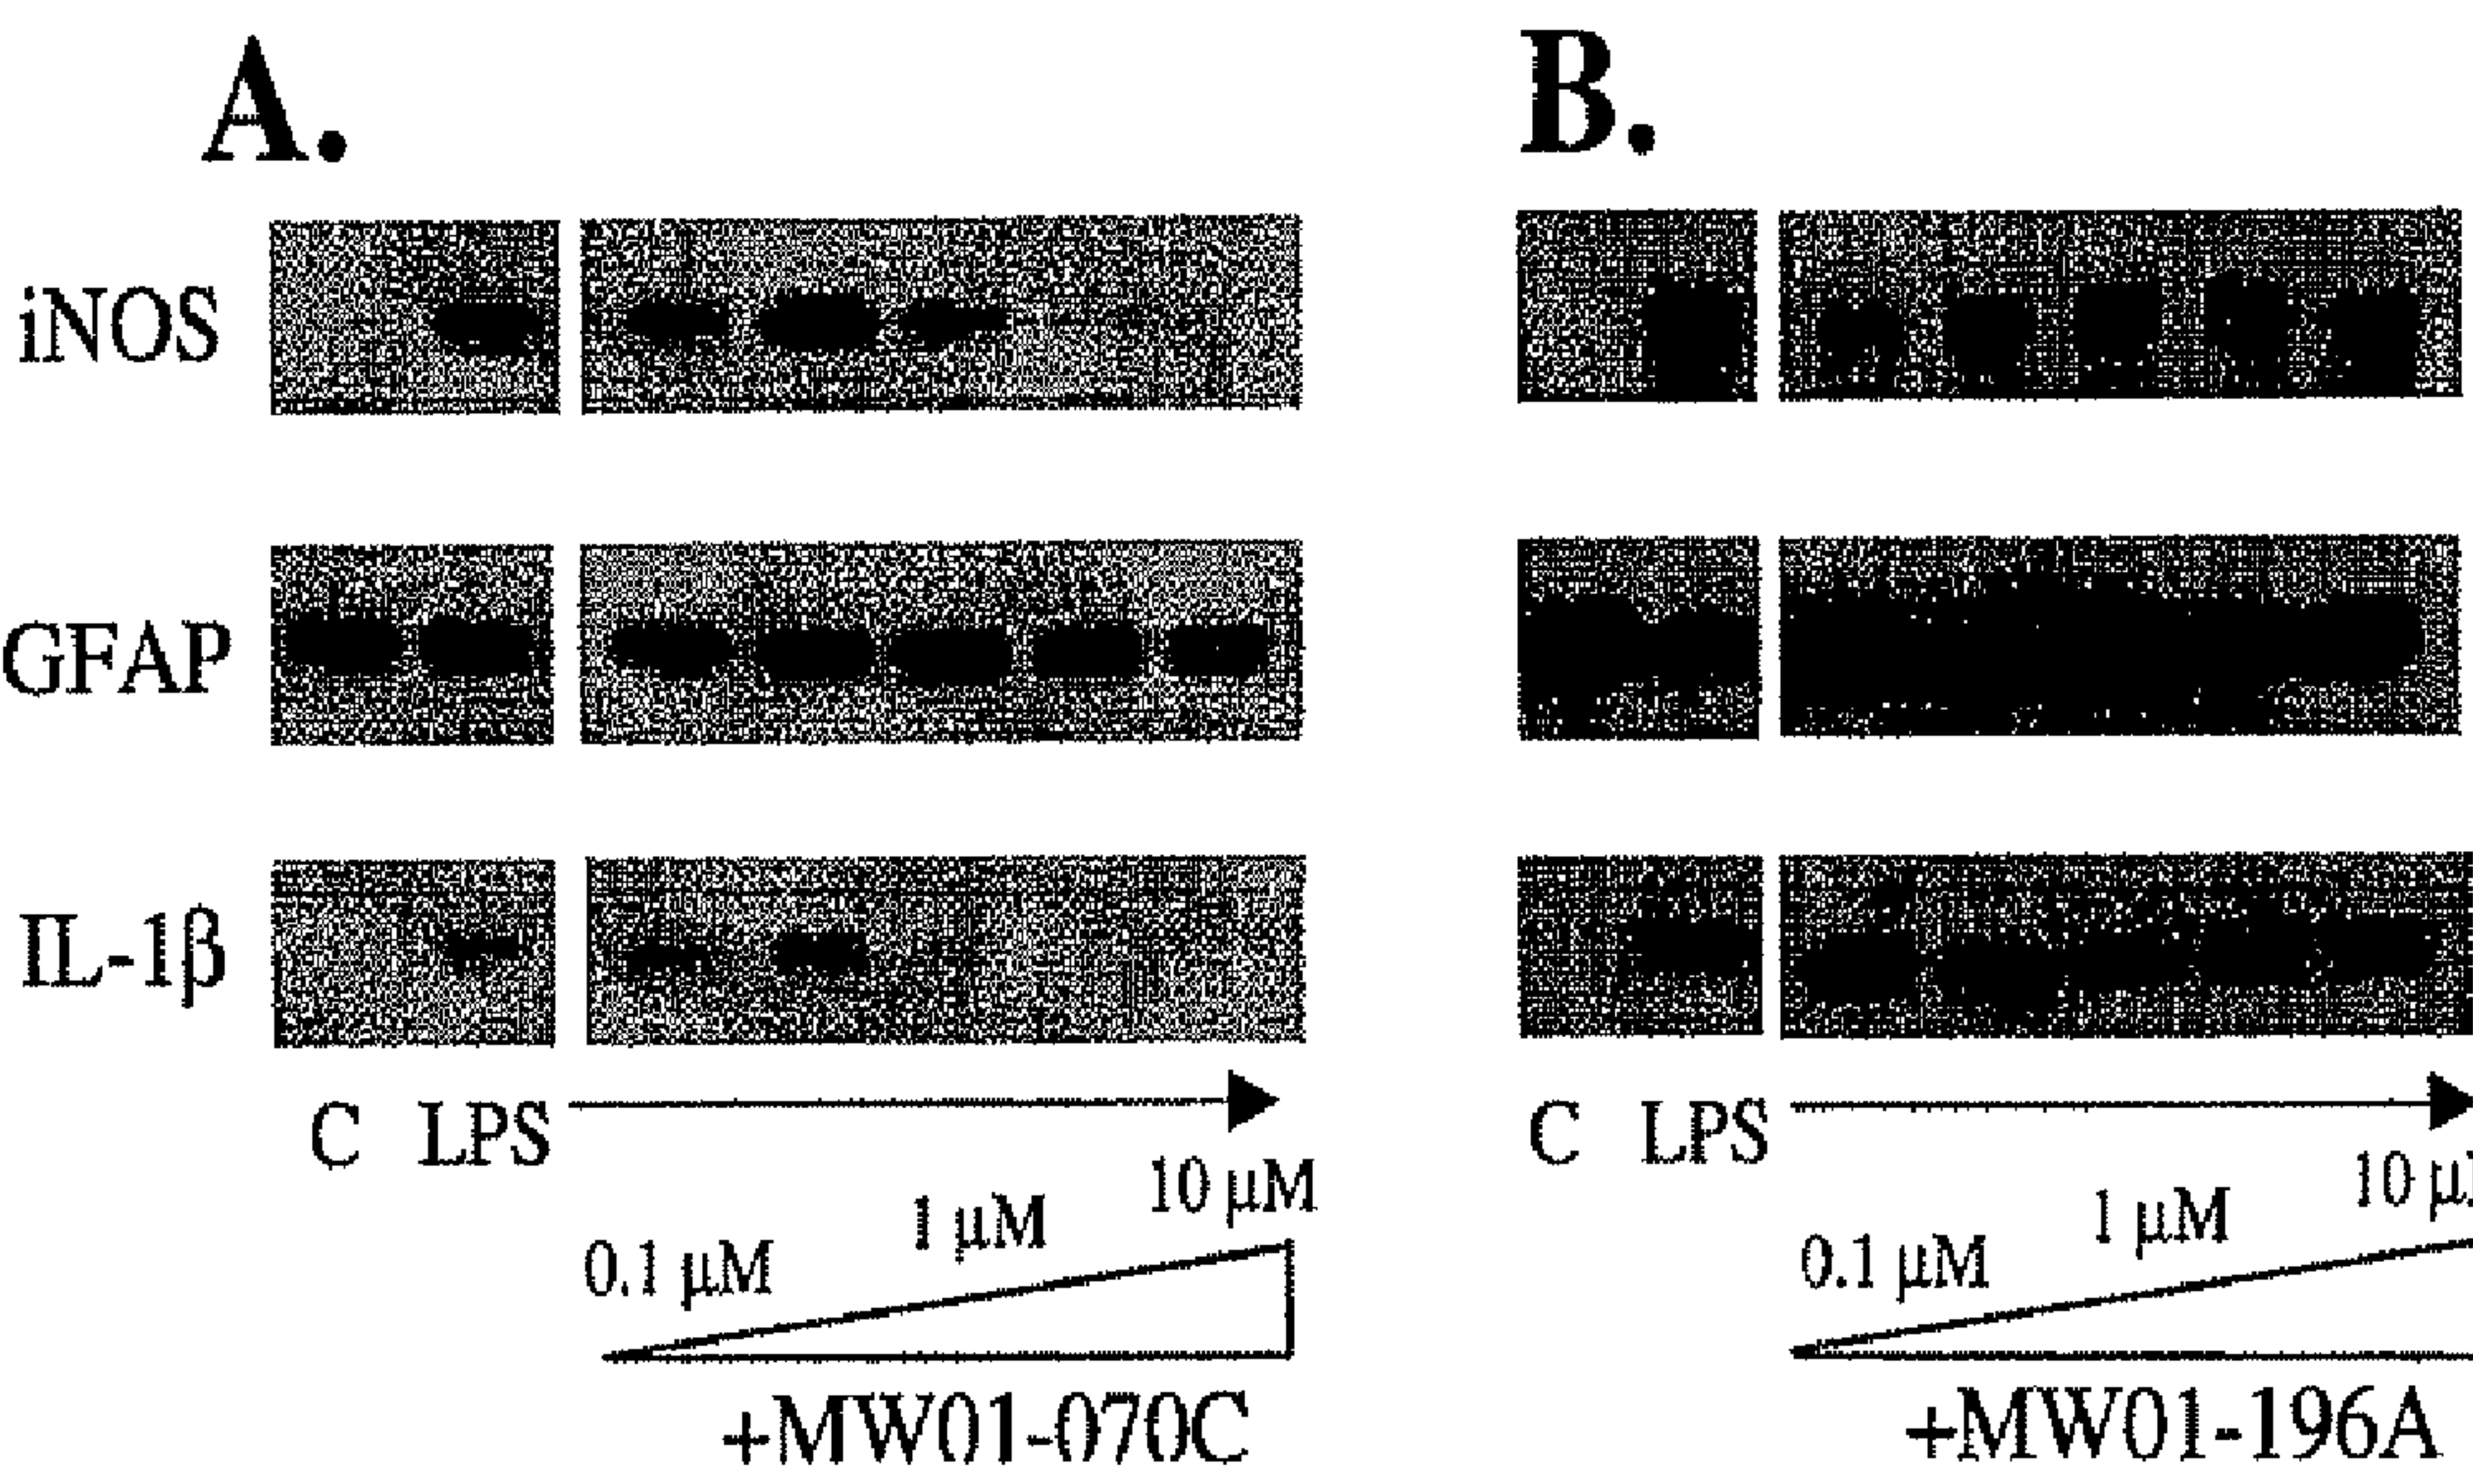 A.
B.
iNOS
GFAP
IL-1β
C LPS
0.1 μM
1 μM
10 μM
+MW01-070C
C LPS
0.1 μM
1 μM
10 μ
+MW01-196A